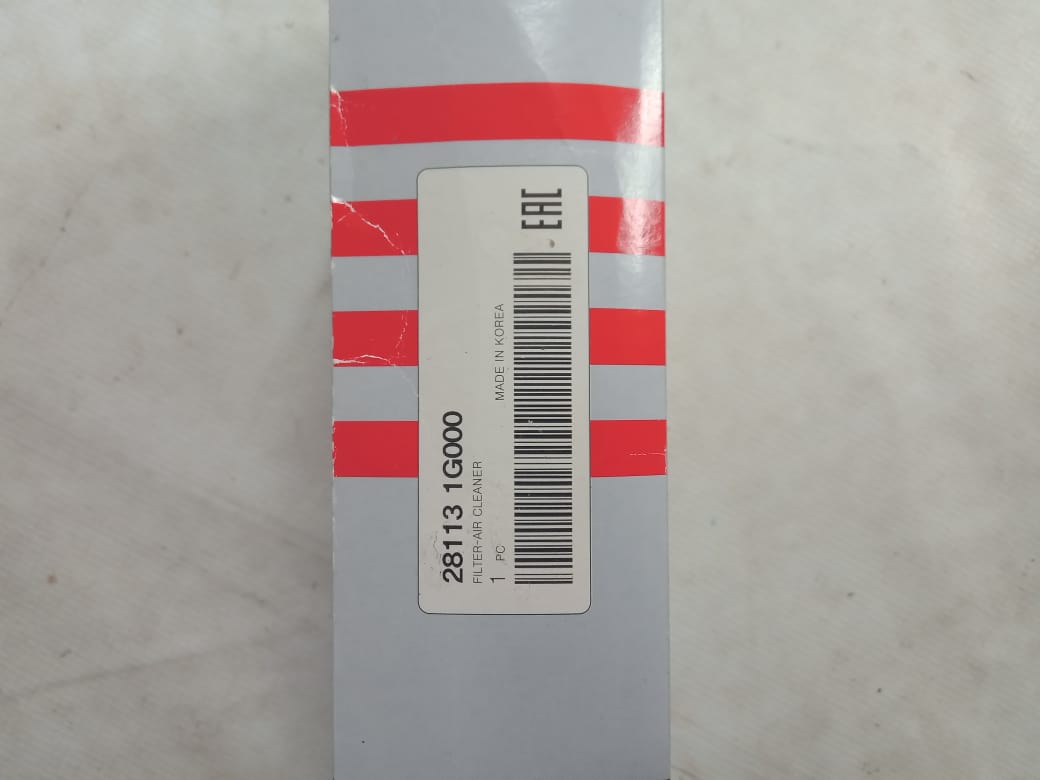 28113 1G000
FILTER-AIR CLEANER
1 PC MADE IN KOREA
EAC